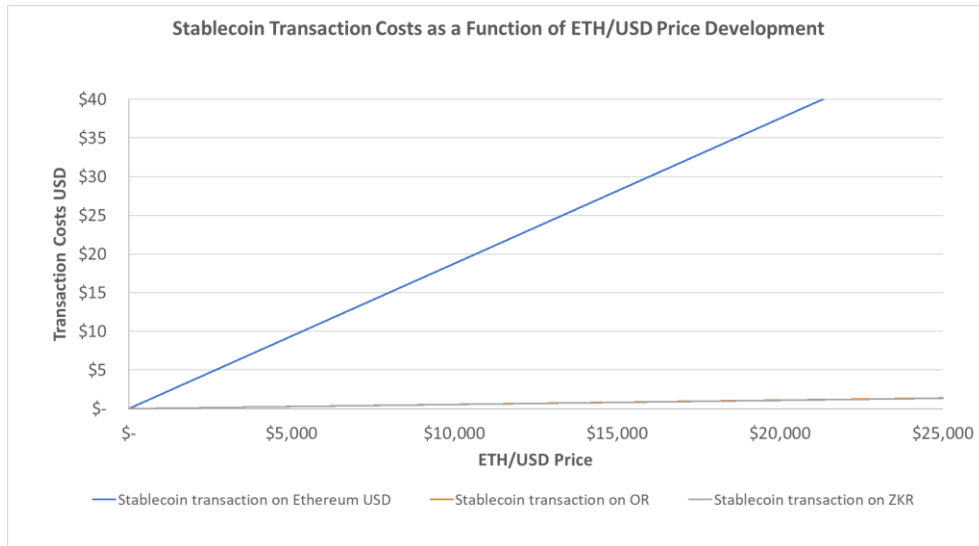 Stablecoin Transaction Costs as a Function of ETH/USD Price Development
$40
$35
$30
$25
$20
$15
$10
$5
$-
Transaction Costs USD
$- $5,000 $10,000 $15,000 $20,000 $25,000
ETH/USD Price
Stablecoin transaction on Ethereum USD Stablecoin transaction on OR Stablecoin transaction on ZKR